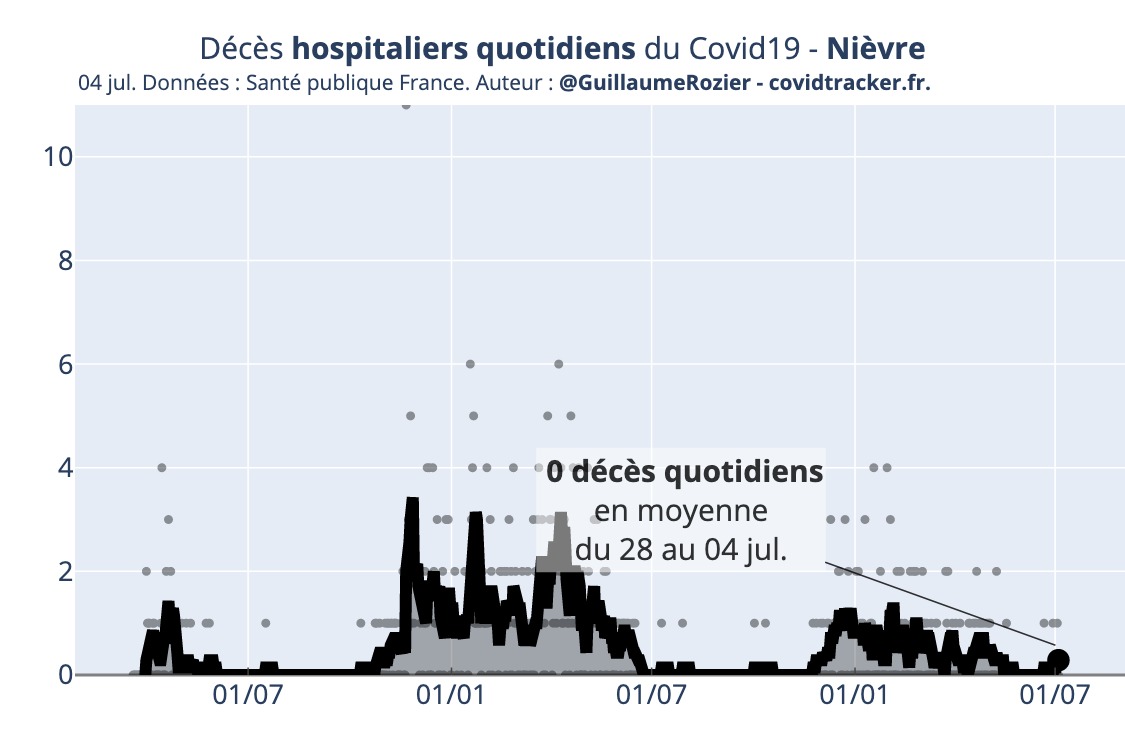 Décès hospitaliers quotidiens du Covid19 - Nièvre
04 jul. Données : Santé publique France. Auteur : @GuillaumeRozier - covidtracker.fr.
10
8
6
4
2
0
0 décès quotidiens
en moyenne
du 28 au 04 jul.
01/07 01/01 01/07 01/01 01/07